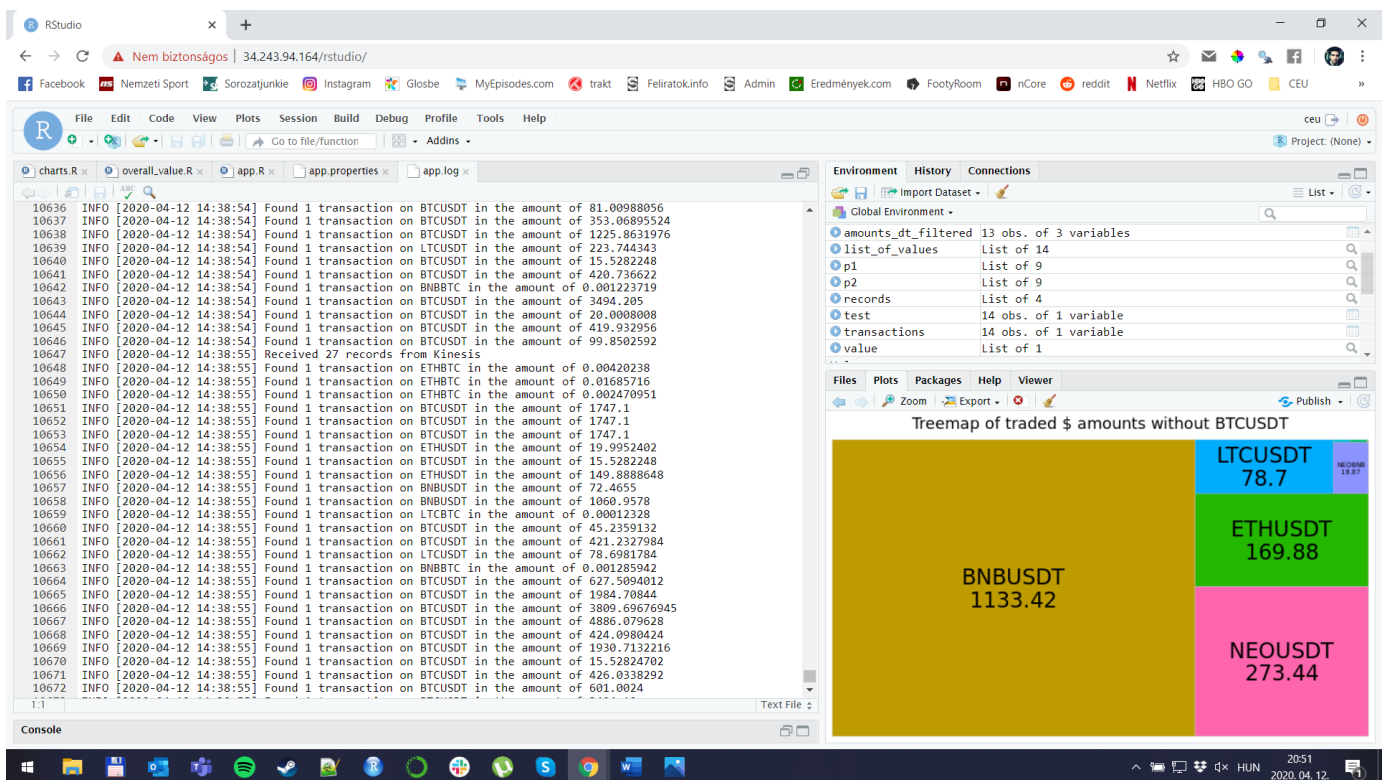 RStudio
Nem biztonságos | 34.243.94.164/rstudio/
Facebook Nemzeti Sport Sorozatjunkie Instagram Glosbe MyEpisodes.com trakt Feliratok.info Admin Eredmények.com FootyRoom nCore reddit Netflix HBO GO CEU »
File Edit Code View Plots Session Build Debug Profile Tools Help
ceu
Go to file/function Addins
Project: (None)
charts.R overall_value.R app.R app.properties app.log
10636 INFO [2020-04-12 14:38:54] Found 1 transaction on BTCUSDT in the amount of 81.00988056
10637 INFO [2020-04-12 14:38:54] Found 1 transaction on BTCUSDT in the amount of 353.06895524
10638 INFO [2020-04-12 14:38:54] Found 1 transaction on BTCUSDT in the amount of 1225.8631976
10639 INFO [2020-04-12 14:38:54] Found 1 transaction on LTCUSDT in the amount of 223.744343
10640 INFO [2020-04-12 14:38:54] Found 1 transaction on BTCUSDT in the amount of 15.5282248
10641 INFO [2020-04-12 14:38:54] Found 1 transaction on BTCUSDT in the amount of 420.736622
10642 INFO [2020-04-12 14:38:54] Found 1 transaction on BNBBTC in the amount of 0.001223719
10643 INFO [2020-04-12 14:38:54] Found 1 transaction on BTCUSDT in the amount of 3494.205
10644 INFO [2020-04-12 14:38:54] Found 1 transaction on BTCUSDT in the amount of 20.0008008
10645 INFO [2020-04-12 14:38:54] Found 1 transaction on BTCUSDT in the amount of 419.932956
10646 INFO [2020-04-12 14:38:54] Found 1 transaction on BTCUSDT in the amount of 99.8502592
10647 INFO [2020-04-12 14:38:55] Received 27 records from Kinesis
10648 INFO [2020-04-12 14:38:55] Found 1 transaction on ETHBTC in the amount of 0.00420238
10649 INFO [2020-04-12 14:38:55] Found 1 transaction on ETHBTC in the amount of 0.01685716
10650 INFO [2020-04-12 14:38:55] Found 1 transaction on ETHBTC in the amount of 0.002470951
10651 INFO [2020-04-12 14:38:55] Found 1 transaction on BTCUSDT in the amount of 1747.1
10652 INFO [2020-04-12 14:38:55] Found 1 transaction on BTCUSDT in the amount of 1747.1
10653 INFO [2020-04-12 14:38:55] Found 1 transaction on BTCUSDT in the amount of 1747.1
10654 INFO [2020-04-12 14:38:55] Found 1 transaction on ETHUSDT in the amount of 19.9952402
10655 INFO [2020-04-12 14:38:55] Found 1 transaction on BTCUSDT in the amount of 15.5282248
10656 INFO [2020-04-12 14:38:55] Found 1 transaction on ETHUSDT in the amount of 149.8888648
10657 INFO [2020-04-12 14:38:55] Found 1 transaction on BNBUSDT in the amount of 72.4655
10658 INFO [2020-04-12 14:38:55] Found 1 transaction on BNBUSDT in the amount of 1060.9578
10659 INFO [2020-04-12 14:38:55] Found 1 transaction on LTCBTC in the amount of 0.00012328
10660 INFO [2020-04-12 14:38:55] Found 1 transaction on BTCUSDT in the amount of 45.2359132
10661 INFO [2020-04-12 14:38:55] Found 1 transaction on BTCUSDT in the amount of 421.2327984
10662 INFO [2020-04-12 14:38:55] Found 1 transaction on LTCUSDT in the amount of 78.6981784
10663 INFO [2020-04-12 14:38:55] Found 1 transaction on BNBBTC in the amount of 0.001285942
10664 INFO [2020-04-12 14:38:55] Found 1 transaction on BTCUSDT in the amount of 627.5094012
10665 INFO [2020-04-12 14:38:55] Found 1 transaction on BTCUSDT in the amount of 1984.70844
10666 INFO [2020-04-12 14:38:55] Found 1 transaction on BTCUSDT in the amount of 3809.69676945
10667 INFO [2020-04-12 14:38:55] Found 1 transaction on BTCUSDT in the amount of 4886.079628
10668 INFO [2020-04-12 14:38:55] Found 1 transaction on BTCUSDT in the amount of 424.0980424
10669 INFO [2020-04-12 14:38:55] Found 1 transaction on BTCUSDT in the amount of 1930.7132216
10670 INFO [2020-04-12 14:38:55] Found 1 transaction on BTCUSDT in the amount of 15.52824702
10671 INFO [2020-04-12 14:38:55] Found 1 transaction on BTCUSDT in the amount of 426.0338292
10672 INFO [2020-04-12 14:38:55] Found 1 transaction on BTCUSDT in the amount of 601.0024
1:1 Text File
Console
Environment History Connections
Import Dataset List
Global Environment
amounts_dt_filtered 13 obs. of 3 variables
list_of_values List of 14
p1 List of 9
p2 List of 9
records List of 4
test 14 obs. of 1 variable
transactions 14 obs. of 1 variable
value List of 1
Files Plots Packages Help Viewer
Zoom Export Publish
Treemap of traded $ amounts without BTCUSDT
BNBUSDT
1133.42
LTCUSDT
78.7
NEOBNB
18.87
ETHUSDT
169.88
NEOUSDT
273.44
HUN
20:51
2020. 04. 12.